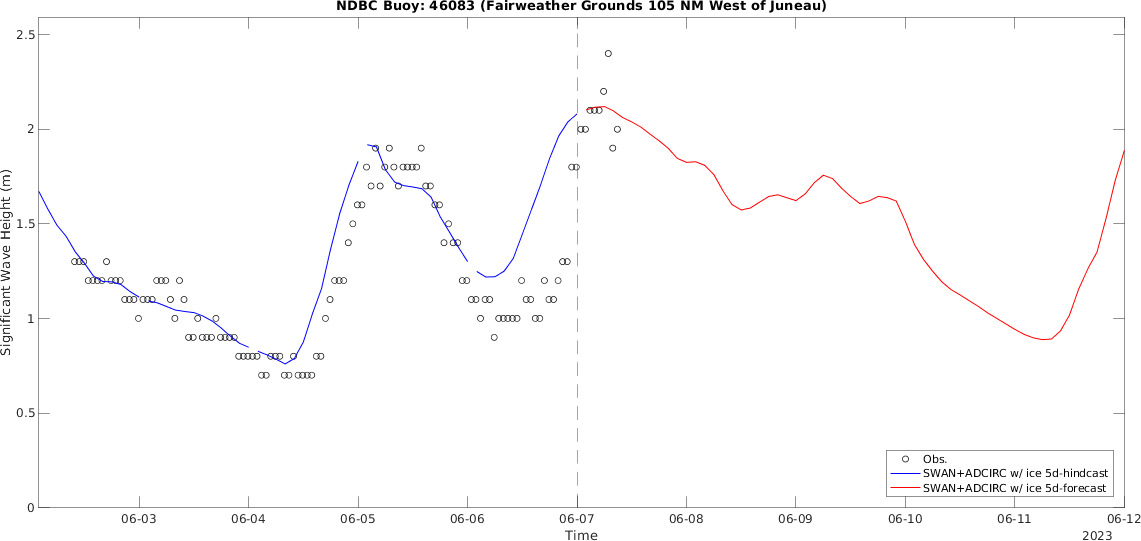 NDBC Buoy: 46083 (Fairweather Grounds 105 NM West of Juneau)
Significant Wave Height (m)
2.5
2
1.5
1
0.5
0
Obs.
SWAN+ADCIRC w/ ice 5d-hindcast
SWAN+ADCIRC w/ ice 5d-forecast
06-03 06-04 06-05 06-06 06-07 06-08 06-09 06-10 06-11 06-12
Time
2023